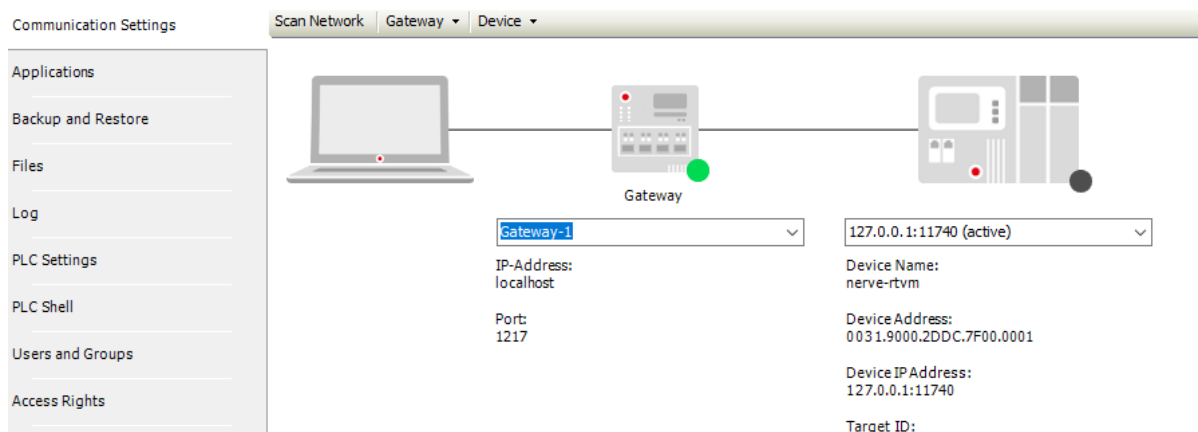 Communication Settings
Scan Network Gateway Device
Applications
Backup and Restore
Files
Log
PLC Settings
PLC Shell
Users and Groups
Access Rights
Gateway
Gateway-1
IP-Address:
localhost
Port:
1217
127.0.0.1:11740 (active)
Device Name:
nerve-rtvm
Device Address:
0031.9000.2DDC.7F00.0001
Device IP Address:
127.0.0.1:11740
Target ID: